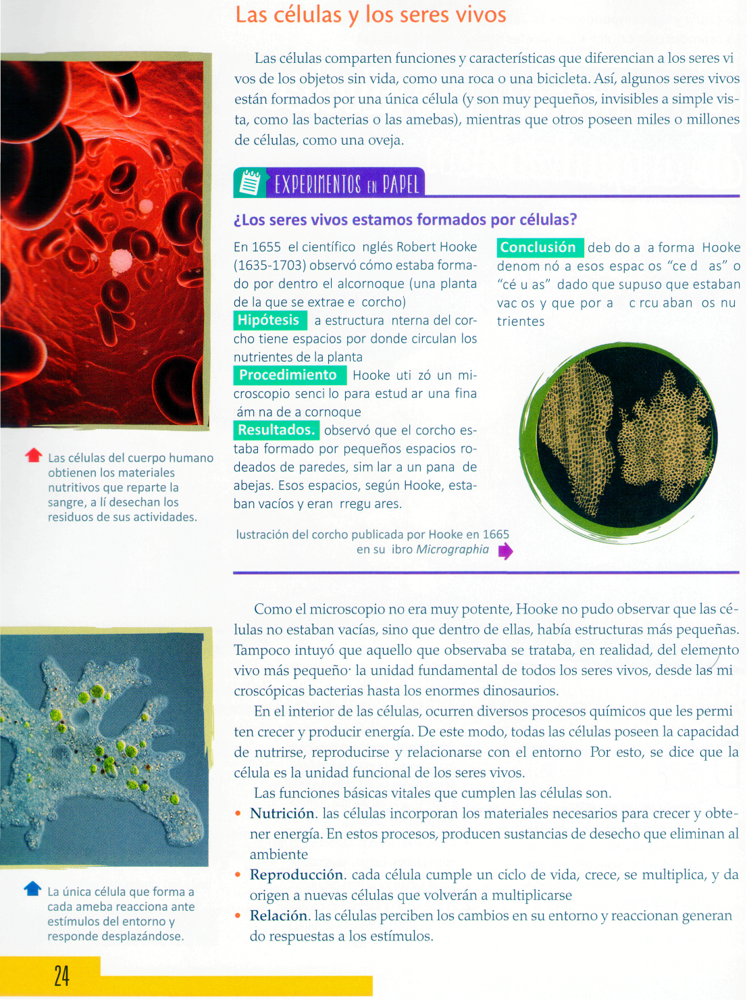 Las células y los seres vivos
Las células comparten funciones y características que diferencian a los seres vi
vos de los objetos sin vida, como una roca o una bicicleta. Así, algunos seres vivos
están formados por una única célula (y son muy pequeños, invisibles a simple vis-
ta, como las bacterias o las amebas), mientras que otros poseen miles o millones
de células, como una oveja.
EXPERIMENTOS EN PAPEL
¿Los seres vivos estamos formados por células?
En 1655 el científico nglés Robert Hooke
(1635-1703) observó cómo estaba forma-
do por dentro el alcornoque (una planta
de la que se extrae e corcho)
Hipótesis a estructura nterna del cor-
cho tiene espacios por donde circulan los
nutrientes de la planta
Procedimiento Hooke uti zó un mi-
croscopio senci lo para estud ar una fina
ám na de a cornoque
Resultados. observó que el corcho es-
taba formado por pequeños espacios ro-
deados de paredes, sim lar a un pana de
abejas. Esos espacios, según Hooke, esta-
ban vacíos y eran rregu ares.
Conclusión deb do a a forma Hooke
denom nó a esos espac os "ce d as" o
"cé u as" dado que supuso que estaban
vac os y que por a c rcu aban os nu
trientes
lustración del corcho publicada por Hooke en 1665
en su ibro Micrographia
Las células del cuerpo humano
obtienen los materiales
nutritivos que reparte la
sangre, a lí desechan los
residuos de sus actividades.
Como el microscopio no era muy potente, Hooke no pudo observar que las cé-
lulas no estaban vacías, sino que dentro de ellas, había estructuras más pequeñas.
Tampoco intuyó que aquello que observaba se trataba, en realidad, del elemento
vivo más pequeño· la unidad fundamental de todos los seres vivos, desde las mi
croscópicas bacterias hasta los enormes dinosaurios.
En el interior de las células, ocurren diversos procesos químicos que les permi
ten crecer y producir energía. De este modo, todas las células poseen la capacidad
de nutrirse, reproducirse y relacionarse con el entorno Por esto, se dice que la
célula es la unidad funcional de los seres vivos.
Las funciones básicas vitales que cumplen las células son.
• Nutrición. las células incorporan los materiales necesarios para crecer y obte-
ner energía. En estos procesos, producen sustancias de desecho que eliminan al
ambiente
• Reproducción. cada célula cumple un ciclo de vida, crece, se multiplica, y da
origen a nuevas células que volverán a multiplicarse
• Relación. las células perciben los cambios en su entorno y reaccionan generan
do respuestas a los estímulos.
La única célula que forma a
cada ameba reacciona ante
estímulos del entorno y
responde desplazándose.
24